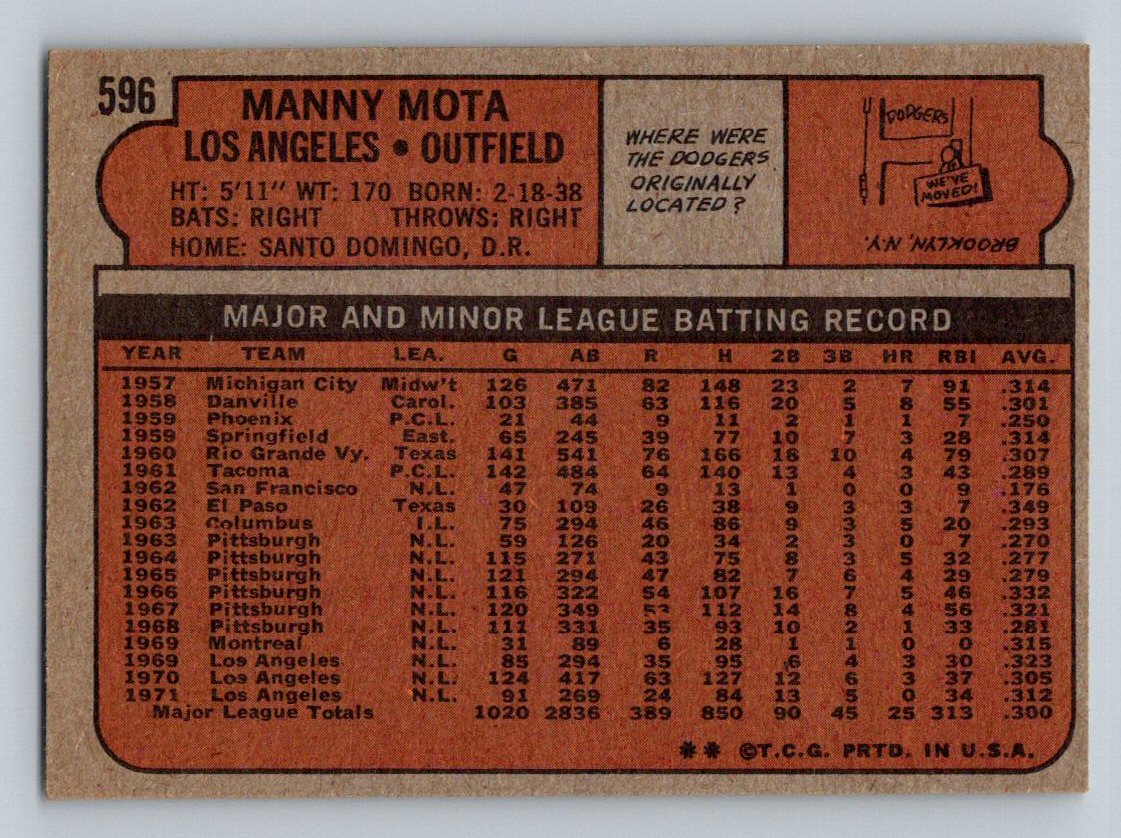 596
MANNY MOTA
LOS ANGELES • OUTFIELD
HT: 5'11" WT: 170 BORN: 2-18-38
BATS: RIGHT THROWS: RIGHT
HOME: SANTO DOMINGO, D.R.
WHERE WERE
THE DODGERS
ORIGINALLY
LOCATED?
DODGERS
WE'VE
MOVED!
BROOKLYN, N.Y.
MAJOR AND MINOR LEAGUE BATTING RECORD
YEAR TEAM LEA. G AB R H 2B 3B HR RBI AVG.
1957 Michigan City Midw't 126 471 82 148 23 2 7 91 .314
1958 Danville Carol. 103 385 63 116 20 5 8 55 .301
1959 Phoenix P.C.L. 21 44 9 11 2 1 1 7 .250
1959 Springfield East. 65 245 39 77 10 7 3 28 .314
1960 Rio Grande Vy. Texas 141 541 76 166 18 10 4 79 .307
1961 Tacoma P.C.L. 142 484 64 140 13 4 3 43 .289
1962 San Francisco N.L. 47 74 9 13 1 0 0 9 .176
1962 El Paso Texas 30 109 26 38 9 3 3 7 .349
1963 Columbus I.L. 75 294 46 86 9 3 5 20 .293
1963 Pittsburgh N.L. 59 126 20 34 2 3 0 7 .270
1964 Pittsburgh N.L. 115 271 43 75 8 3 5 32 .277
1965 Pittsburgh N.L. 121 294 47 82 7 6 4 29 .279
1966 Pittsburgh N.L. 116 322 54 107 16 7 5 46 .332
1967 Pittsburgh N.L. 120 349 53 112 14 8 4 56 .321
1968 Pittsburgh N.L. 111 331 35 93 10 2 1 33 .281
1969 Montreal N.L. 31 89 6 28 1 1 0 0 .315
1969 Los Angeles N.L. 85 294 35 95 6 4 3 30 .323
1970 Los Angeles N.L. 124 417 63 127 12 6 3 37 .305
1971 Los Angeles N.L. 91 269 24 84 13 5 0 34 .312
Major League Totals 1020 2836 389 850 90 45 25 313 .300
** ©T.C.G. PRTD. IN U.S.A.